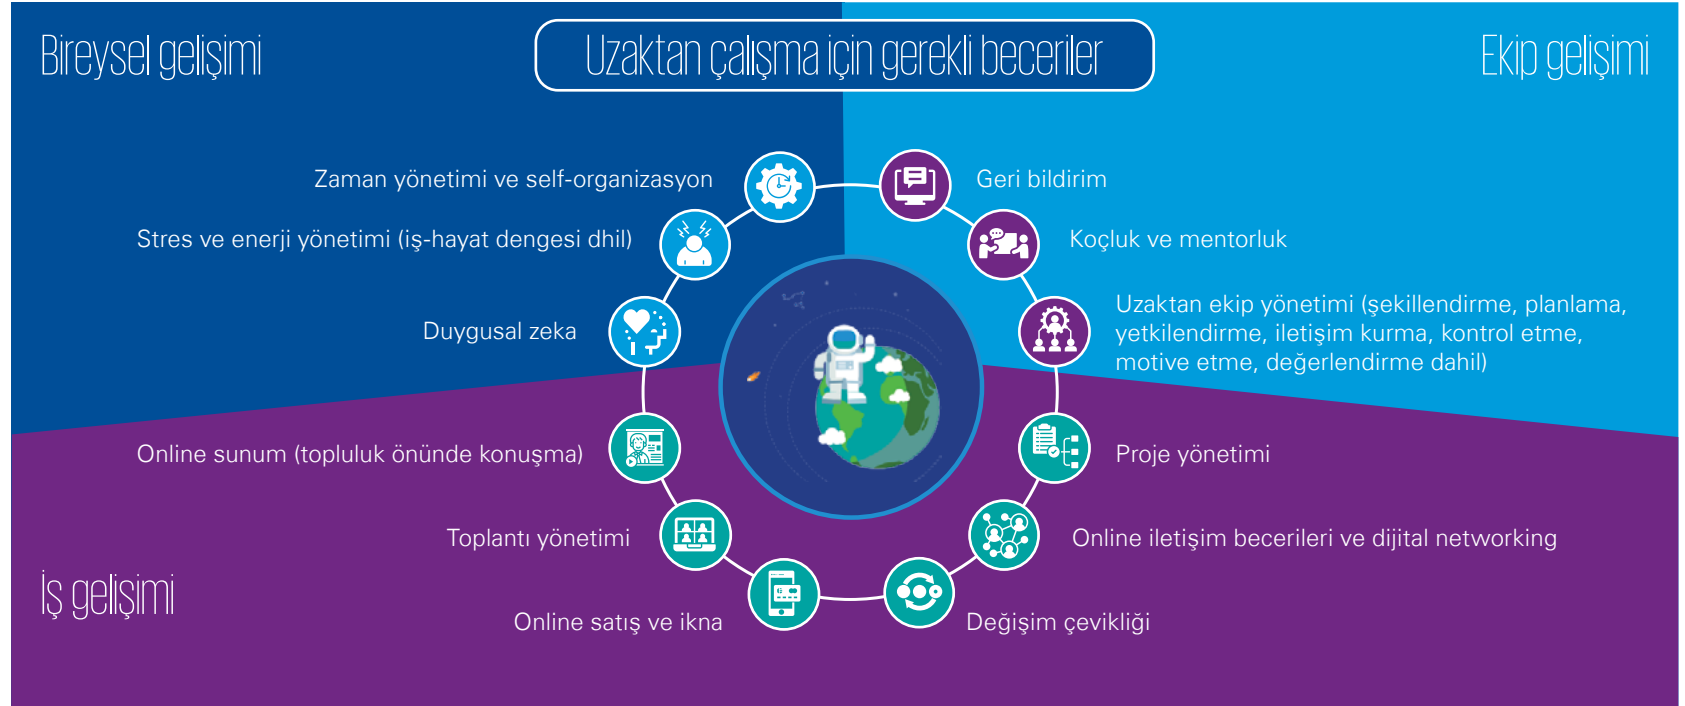 Uzaktan çalışma için gerekli beceriler
Bireysel gelişimi
Zaman yönetimi ve self-organizasyon
Stres ve enerji yönetimi (iş-hayat dengesi dhil)
Duygusal zeka
Ekip gelişimi
Geri bildirim
Koçluk ve mentorluk
Uzaktan ekip yönetimi (şekillendirme, planlama,
yetkilendirme, iletişim kurma, kontrol etme,
motive etme, değerlendirme dahil)
İş gelişimi
Online sunum (topluluk önünde konuşma)
Toplantı yönetimi
Online satış ve ikna
Proje yönetimi
Online iletişim becerileri ve dijital networking
Değişim çevikliği